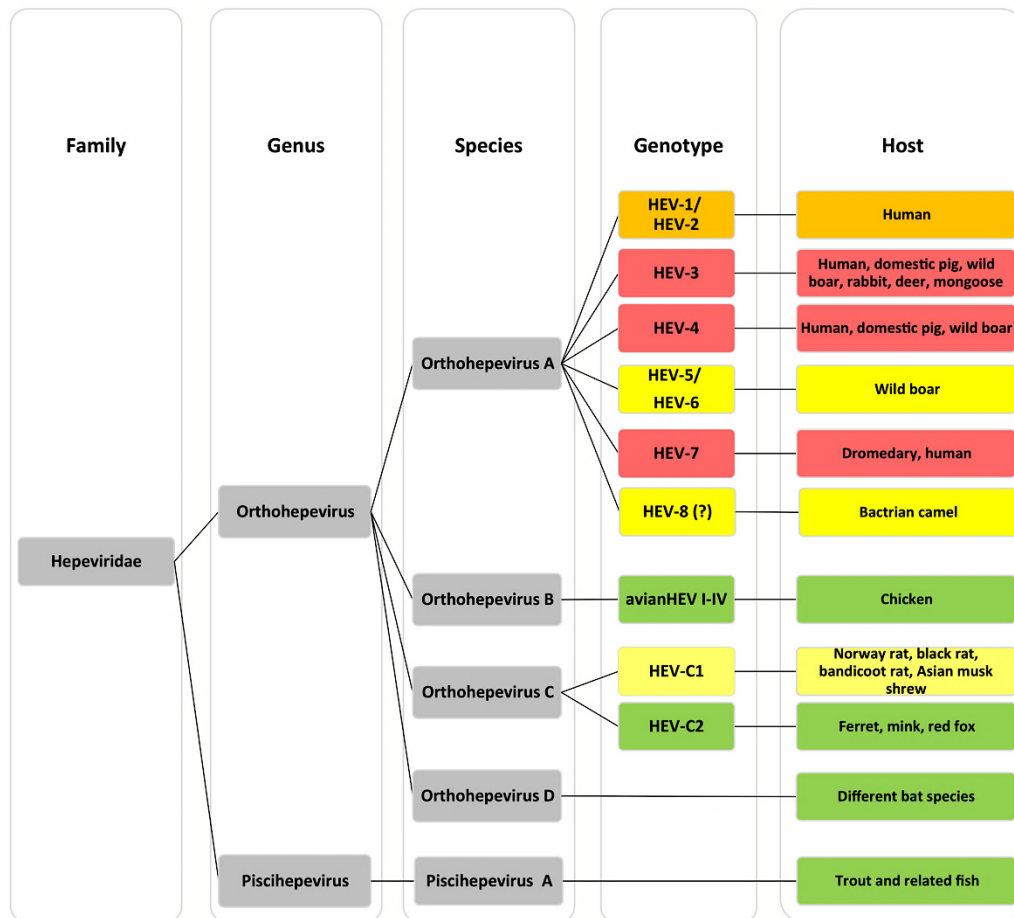 Family
Genus
Species
Genotype
Host
HEV-1/
HEV-2
Human
HEV-3
Human, domestic pig, wild
boar, rabbit, deer, mongoose
HEV-4
Human, domestic pig, wild boar
Orthohepevirus A
HEV-5/
HEV-6
Wild boar
HEV-7
Dromedary, human
Orthohepevirus
HEV-8 (?)
Bactrian camel
Hepeviridae
Orthohepevirus B
avianHEV I-IV
Chicken
Orthohepevirus C
HEV-C1
Norway rat, black rat,
bandicoot rat, Asian musk
shrew
HEV-C2
Ferret, mink, red fox
Orthohepevirus D
Different bat species
Piscihepevirus
Piscihepevirus A
Trout and related fish